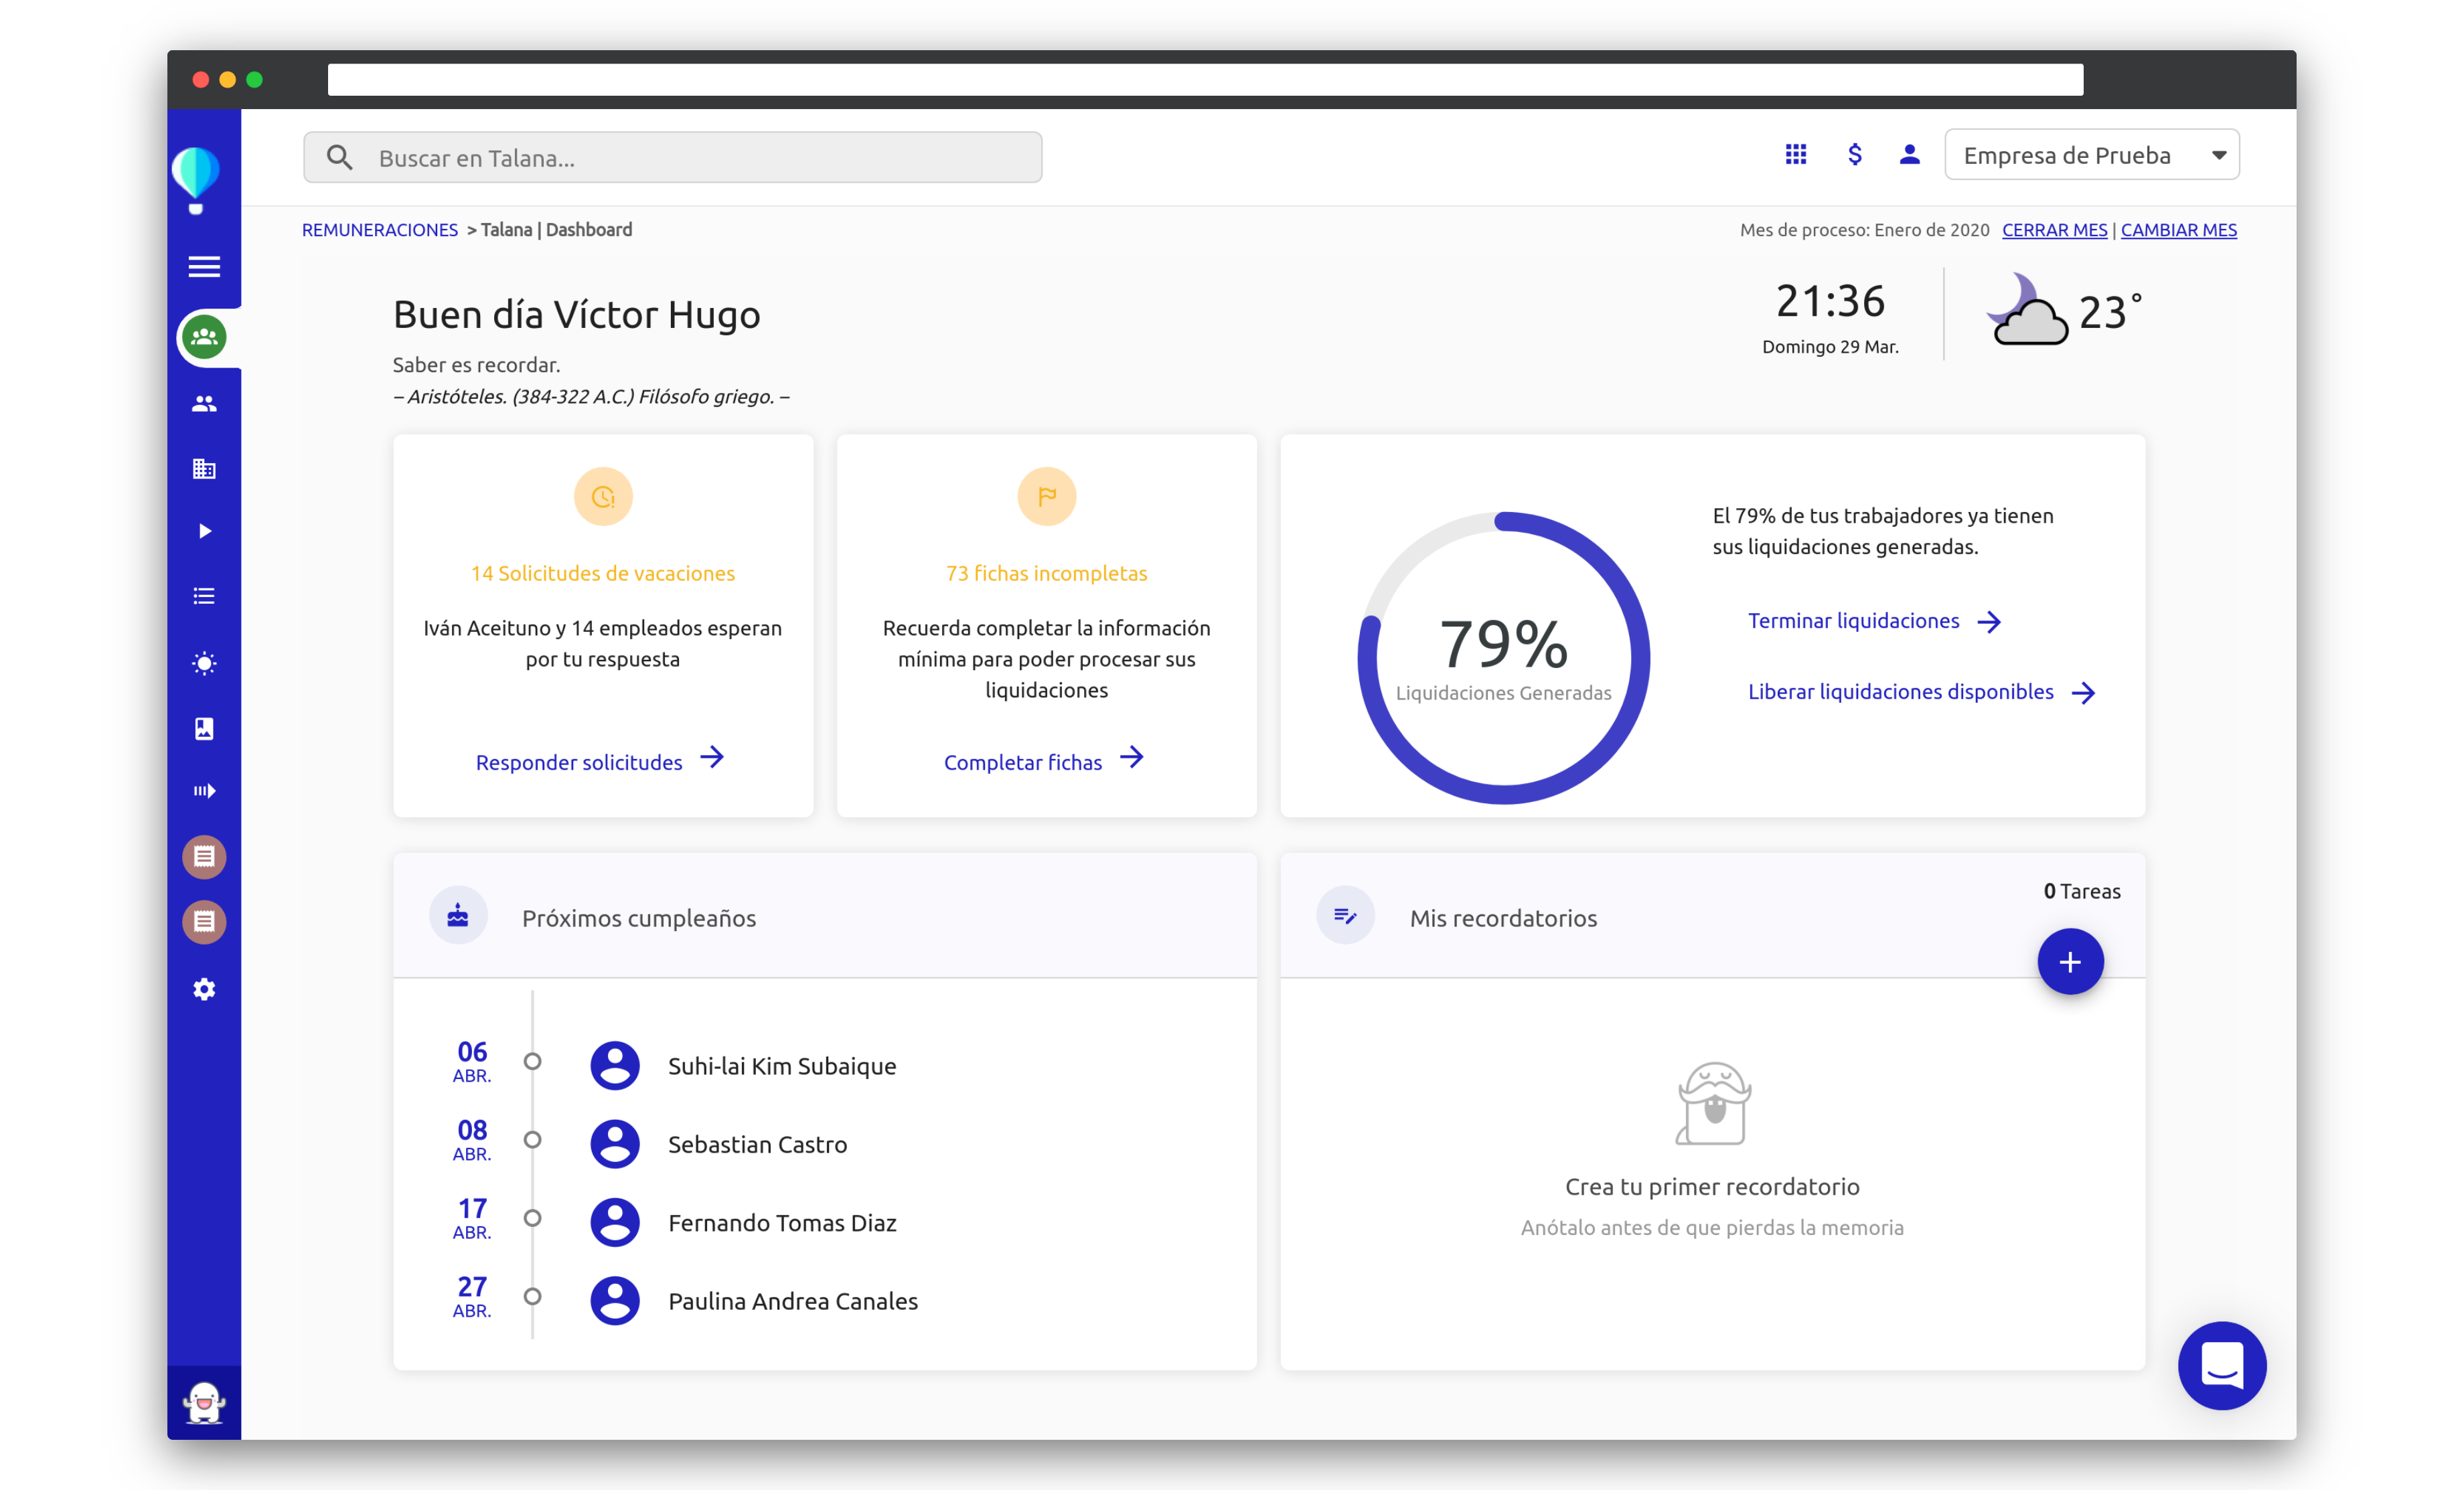 Buscar en Talana...
Empresa de Prueba
REMUNERACIONES > Talana | Dashboard
Mes de proceso: Enero de 2020 CERRAR MES | CAMBIAR MES
Buen día Víctor Hugo
Saber es recordar.
– Aristóteles. (384-322 A.C.) Filósofo griego. –
21:36
Domingo 29 Mar.
23°
14 Solicitudes de vacaciones
Iván Aceituno y 14 empleados esperan
por tu respuesta
Responder solicitudes
73 fichas incompletas
Recuerda completar la información
mínima para poder procesar sus
liquidaciones
Completar fichas
79%
Liquidaciones Generadas
El 79% de tus trabajadores ya tienen
sus liquidaciones generadas.
Terminar liquidaciones
Liberar liquidaciones disponibles
Próximos cumpleaños
06
ABR.
Suhi-lai Kim Subaique
08
ABR.
Sebastian Castro
17
ABR.
Fernando Tomas Diaz
27
ABR.
Paulina Andrea Canales
Mis recordatorios
0 Tareas
Crea tu primer recordatorio
Anótalo antes de que pierdas la memoria